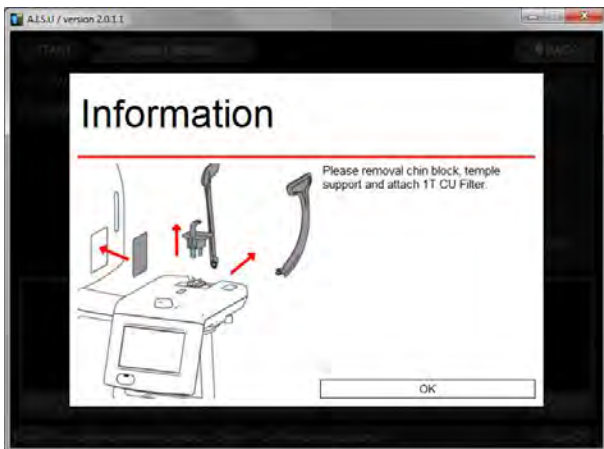 A.I.S.U / version 2.0.1.1
Information
Please removal chin block, temple
support and attach 1T CU Filter.
OK